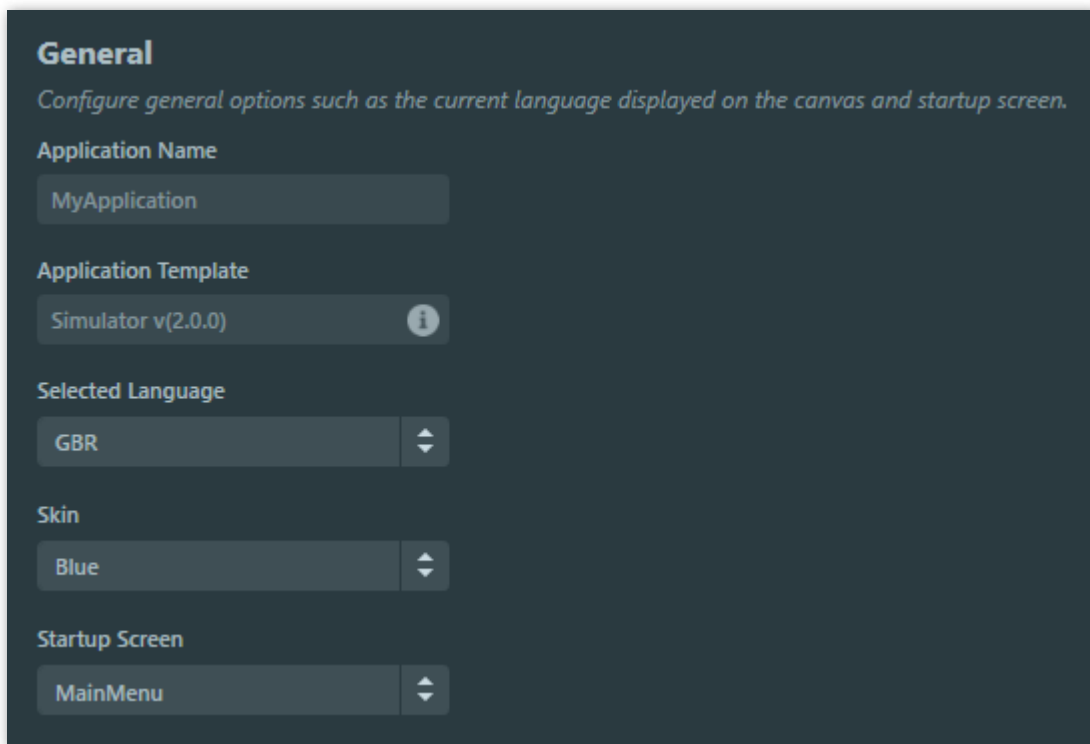 General
Configure general options such as the current language displayed on the canvas and startup screen.
Application Name
MyApplication
Application Template
Simulator v(2.0.0)
Selected Language
GBR
Skin
Blue
Startup Screen
MainMenu